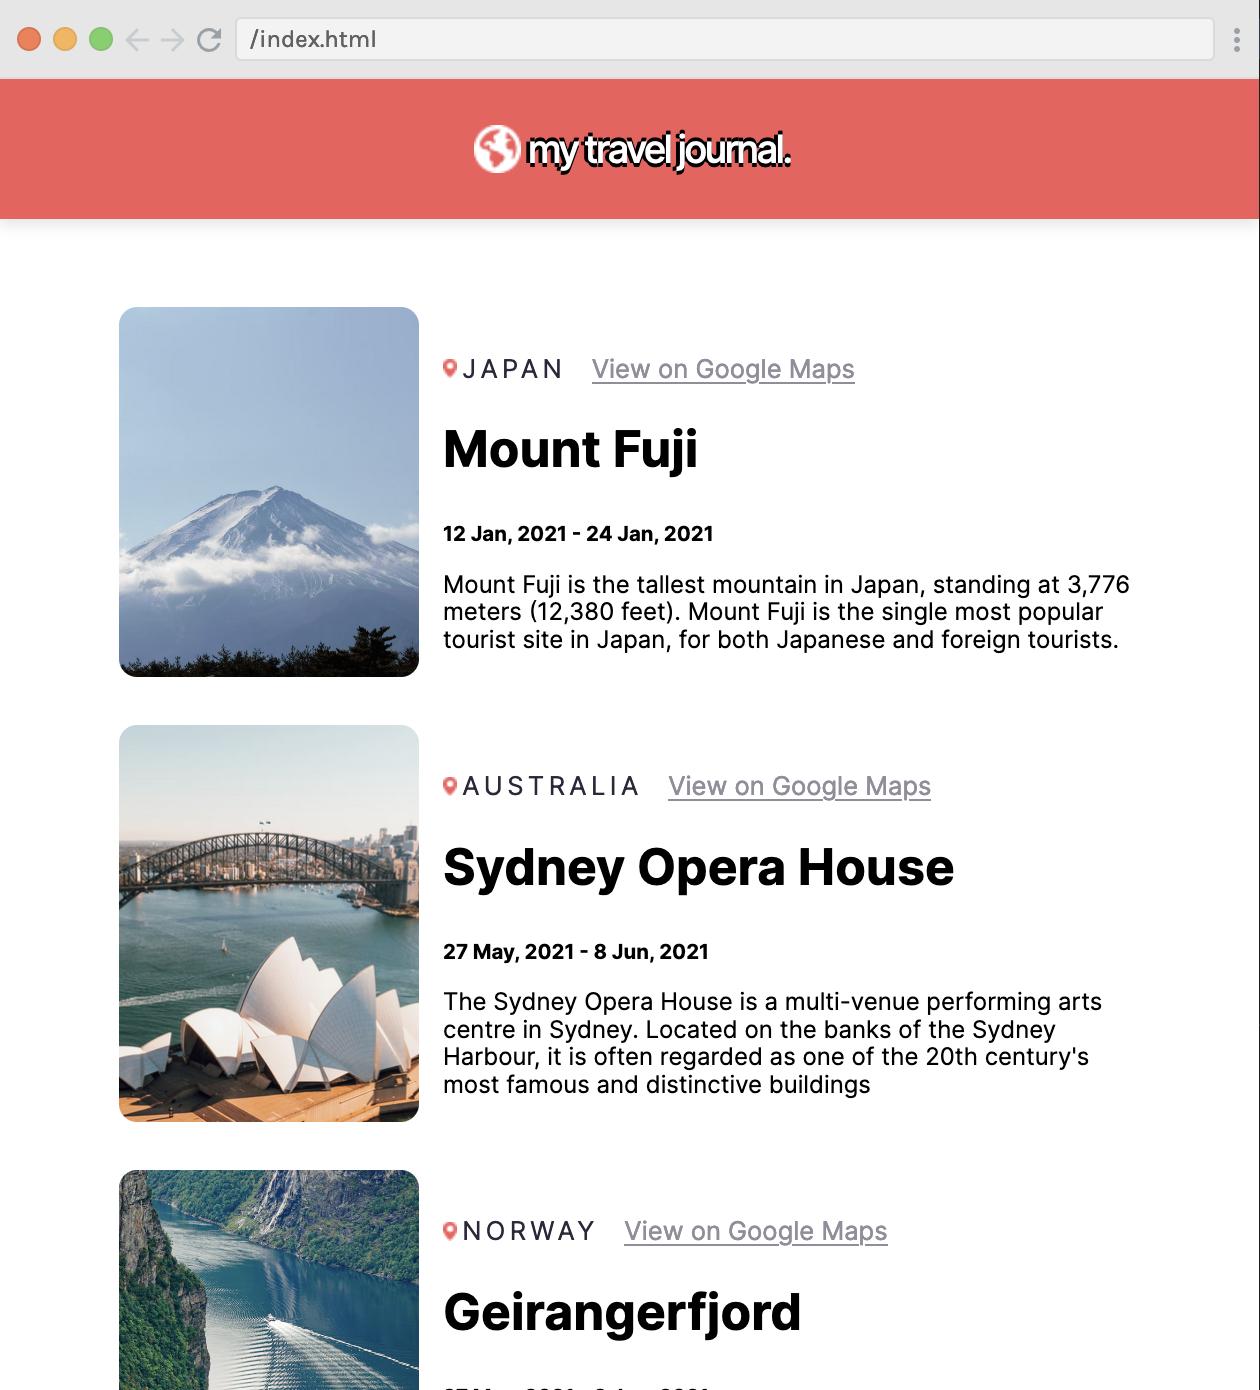 /index.html
my travel journal.
JAPAN View on Google Maps
Mount Fuji
12 Jan, 2021 - 24 Jan, 2021
Mount Fuji is the tallest mountain in Japan, standing at 3,776
meters (12,380 feet). Mount Fuji is the single most popular
tourist site in Japan, for both Japanese and foreign tourists.
AUSTRALIA View on Google Maps
Sydney Opera House
27 May, 2021 - 8 Jun, 2021
The Sydney Opera House is a multi-venue performing arts
centre in Sydney. Located on the banks of the Sydney
Harbour, it is often regarded as one of the 20th century's
most famous and distinctive buildings
NORWAY View on Google Maps
Geirangerfjord